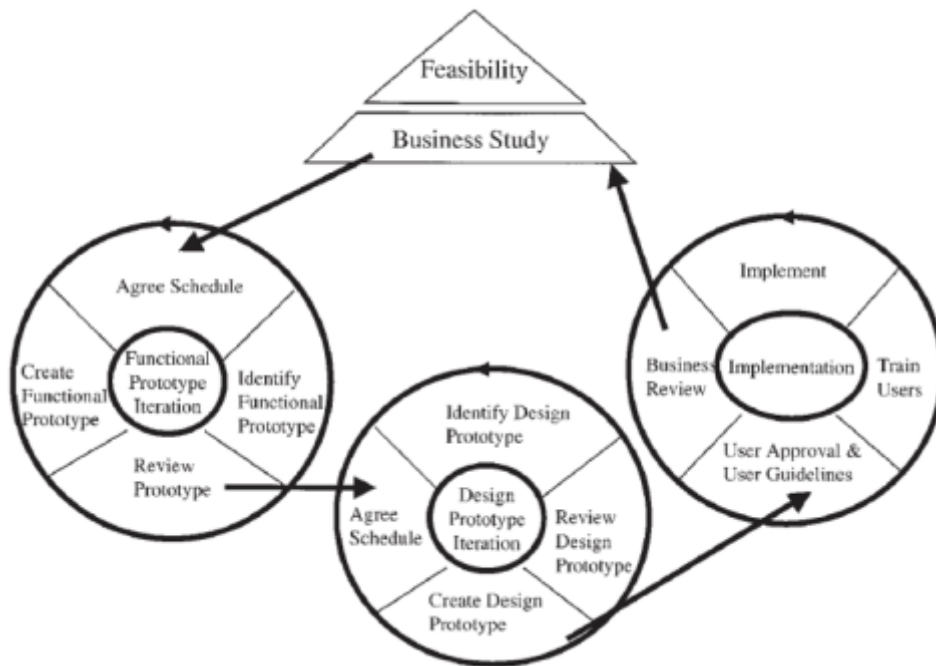 Feasibility
Business Study
Agree Schedule
Create
Functional
Prototype
Functional
Prototype
Iteration
Identify
Functional
Prototype
Review
Prototype
Identify Design
Prototype
Agree
Schedule
Design
Prototype
Iteration
Review
Design
Prototype
Create Design
Prototype
Implement
Business
Review
Implementation
Train
Users
User Approval &
User Guidelines